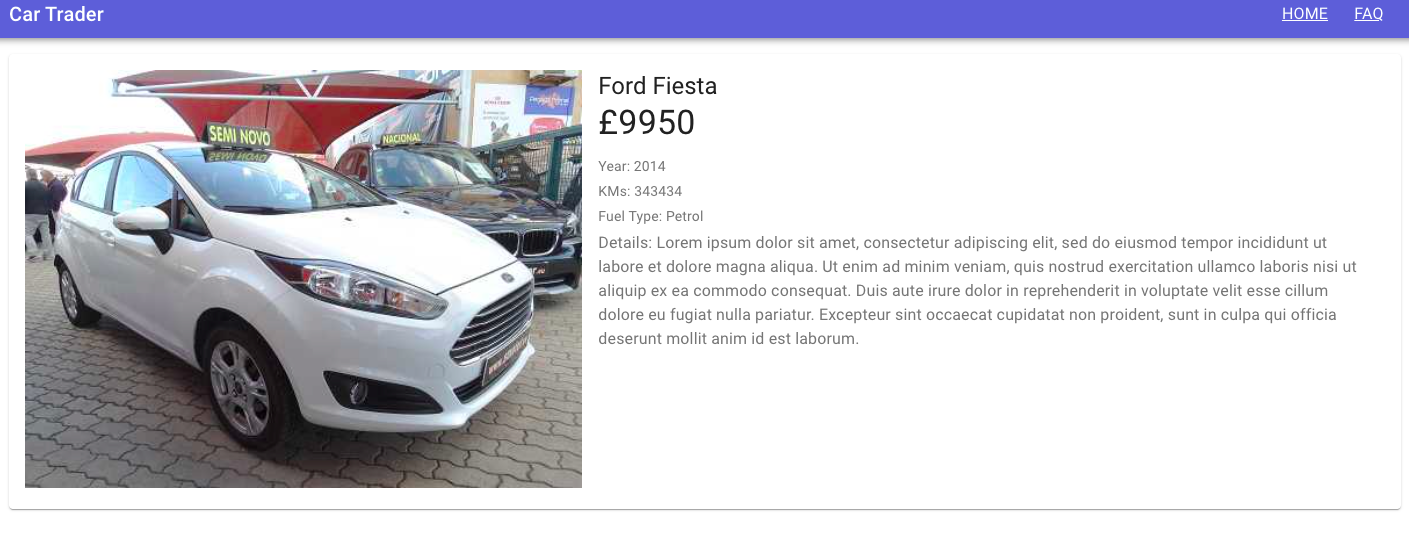 Car Trader
HOME
FAQ
SEMI NOVO
NACIONAL
Ford Fiesta
£9950
Year: 2014
KMs: 343434
Fuel Type: Petrol
Details: Lorem ipsum dolor sit amet, consectetur adipiscing elit, sed do eiusmod tempor incididunt ut
labore et dolore magna aliqua. Ut enim ad minim veniam, quis nostrud exercitation ullamco laboris nisi ut
aliquip ex ea commodo consequat. Duis aute irure dolor in reprehenderit in voluptate velit esse cillum
dolore eu fugiat nulla pariatur. Excepteur sint occaecat cupidatat non proident, sunt in culpa qui officia
deserunt mollit anim id est laborum.